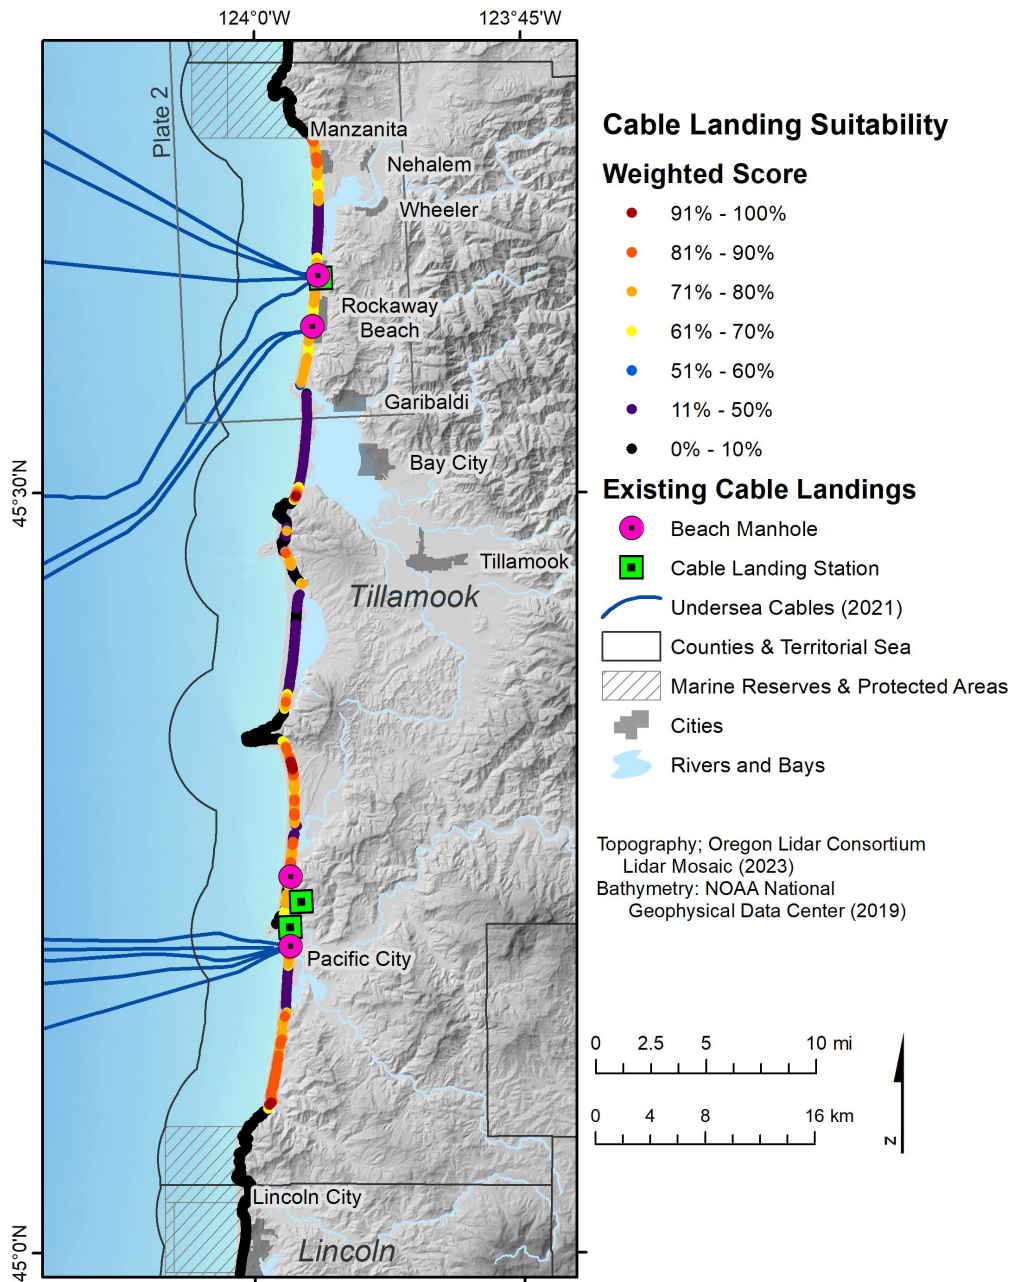 124°0'W
123°45'W
Plate 2
Manzanita
Nehalem
Wheeler
Rockaway
Beach
Garibaldi
Bay City
45°30'N
Tillamook
Tillamook
Pacific City
Lincoln City
Lincoln
45°0'N
Cable Landing Suitability
Weighted Score
91% - 100%
81% - 90%
71% - 80%
61% - 70%
51% - 60%
11% - 50%
0% - 10%
Existing Cable Landings
Beach Manhole
Cable Landing Station
Undersea Cables (2021)
Counties & Territorial Sea
Marine Reserves & Protected Areas
Cities
Rivers and Bays
Topography; Oregon Lidar Consortium
Lidar Mosaic (2023)
Bathymetry: NOAA National
Geophysical Data Center (2019)
0 2.5 5 10 mi
0 4 8 16 km
N